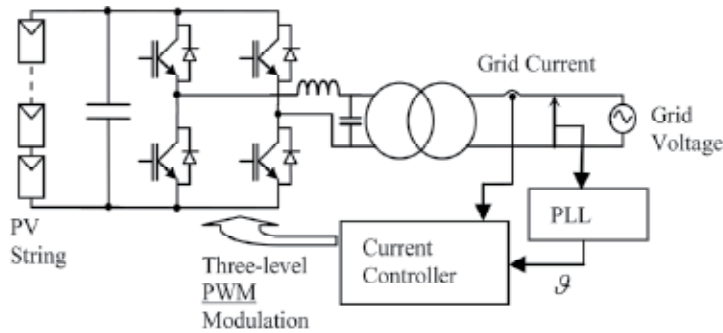 Grid Current
Grid
Voltage
PV
String
Three-level
PWM
Modulation
Current
Controller
PLL
ϑ